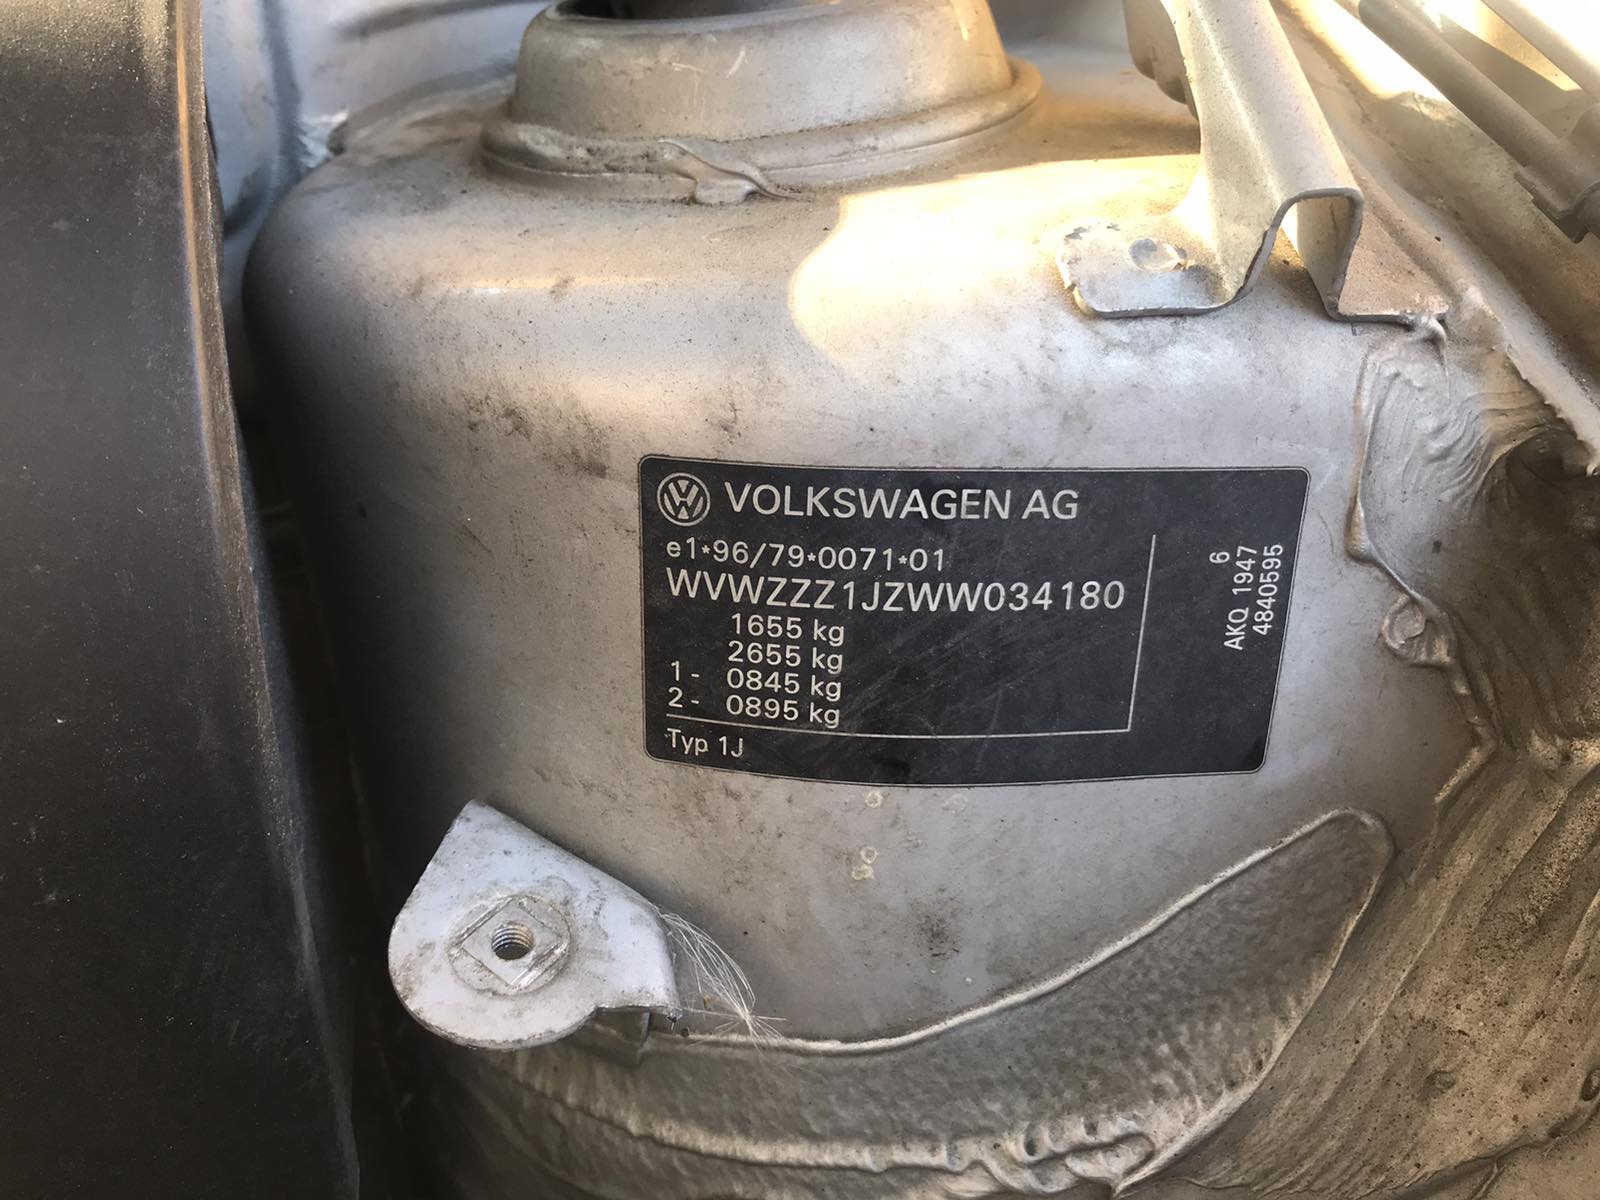 VOLKSWAGEN AG
e1*96/79*0071*01
WVWZZZ1JZWW034180
1655 kg
2655 kg
1 - 0845 kg
2 - 0895 kg
Typ 1J
6
AKQ 1947
4840595